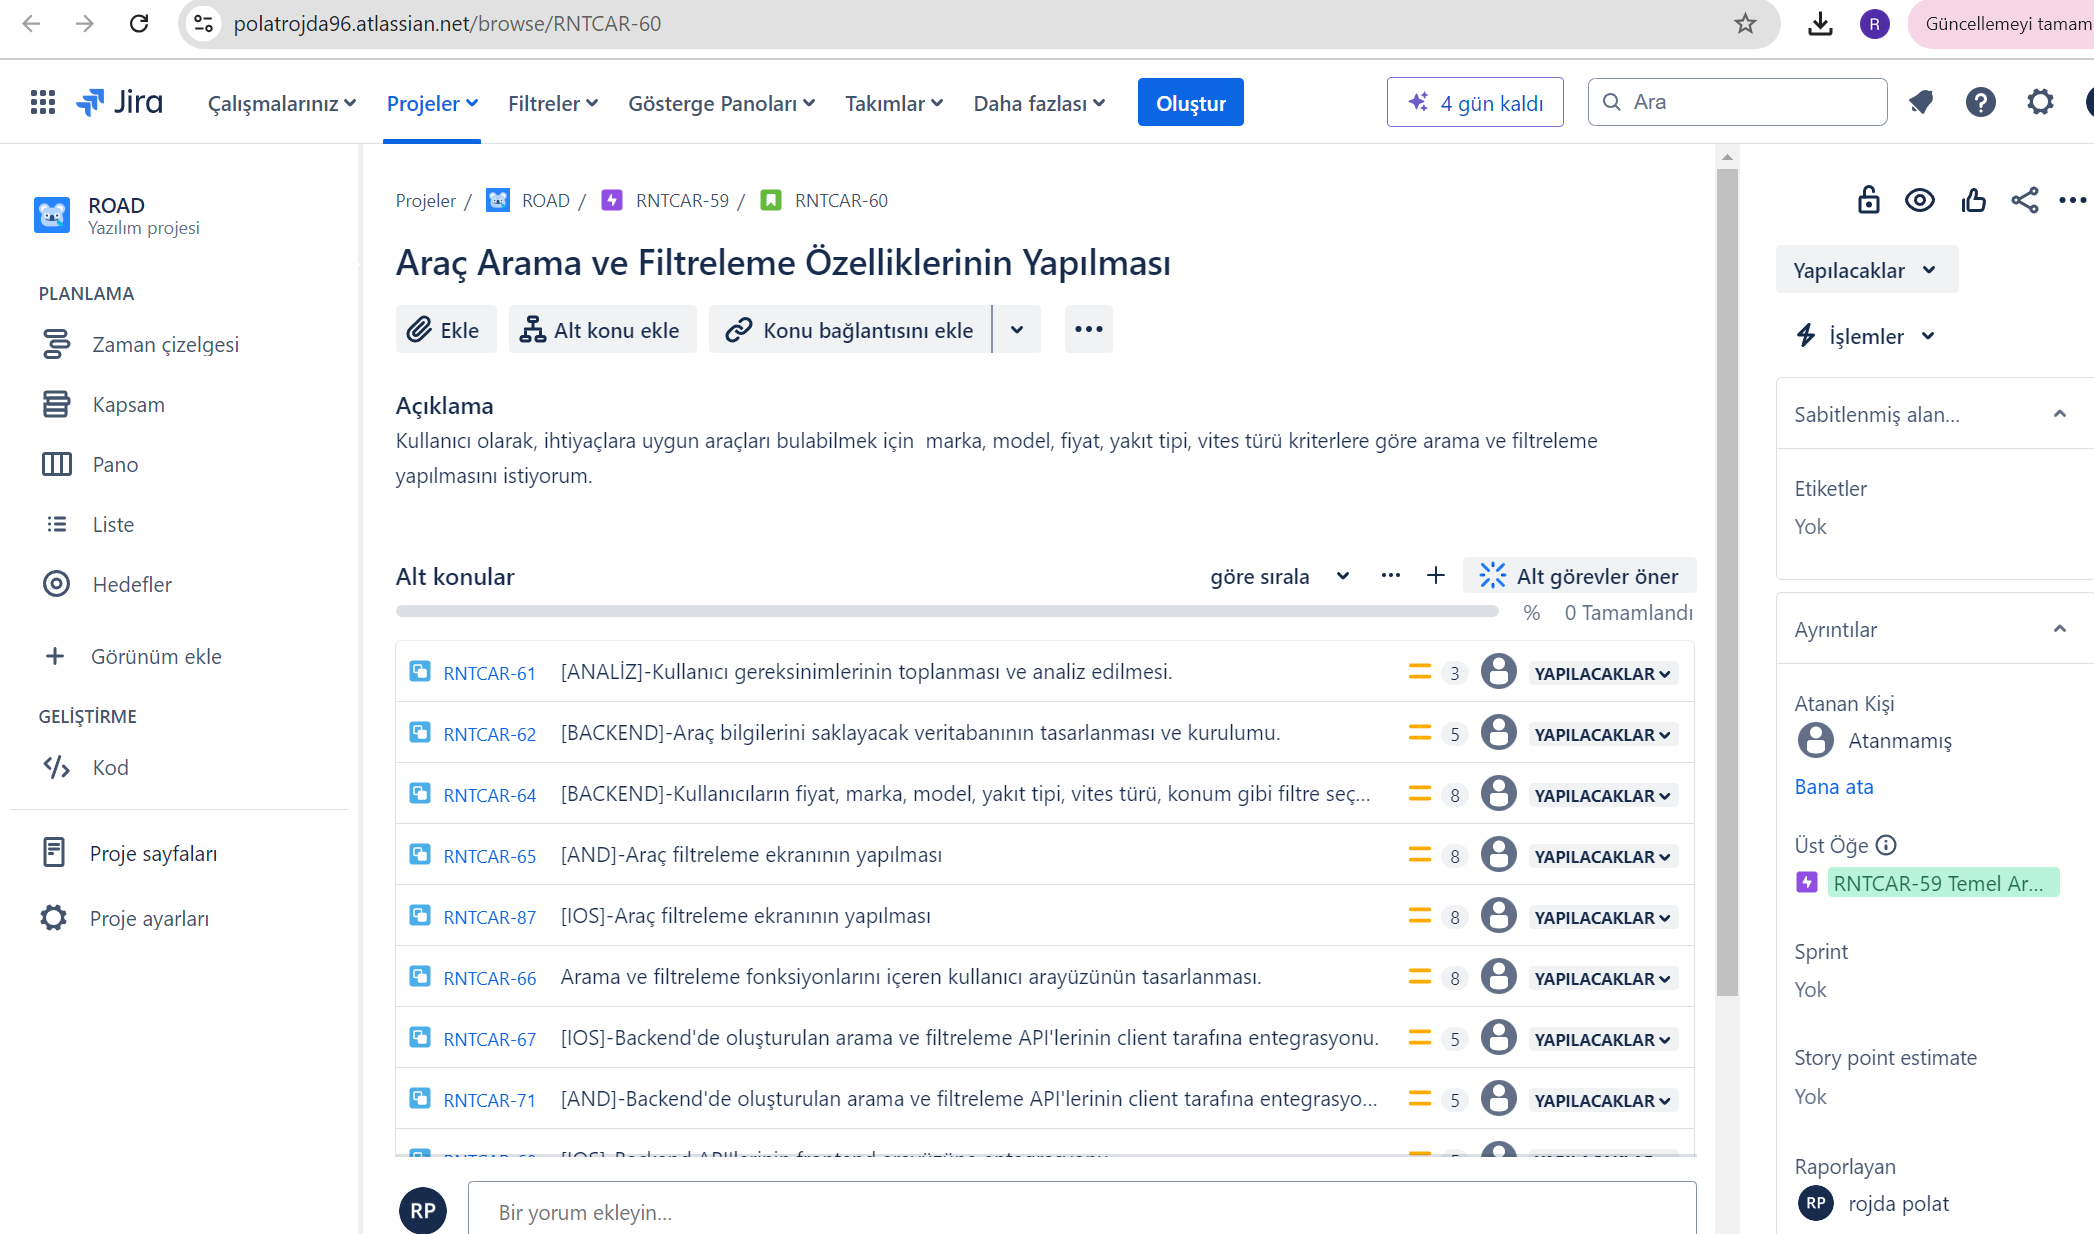 polatrojda96.atlassian.net/browse/RNTCAR-60
R
Güncellemeyi tamam
Jira
Çalışmalarınız
Projeler
Filtreler
Gösterge Panoları
Takımlar
Daha fazlası
Oluştur
4 gün kaldı
Ara
ROAD
Yazılım projesi
PLANLAMA
Zaman çizelgesi
Kapsam
Pano
Liste
Hedefler
Görünüm ekle
GELİŞTİRME
Kod
Proje sayfaları
Proje ayarları
Projeler / ROAD / RNTCAR-59 / RNTCAR-60
Araç Arama ve Filtreleme Özelliklerinin Yapılması
Ekle
Alt konu ekle
Konu bağlantısını ekle
Açıklama
Kullanıcı olarak, ihtiyaçlara uygun araçları bulabilmek için  marka, model, fiyat, yakıt tipi, vites türü kriterlere göre arama ve filtreleme
yapılmasını istiyorum.
Alt konular
göre sırala
Alt görevler öner
% 0 Tamamlandı
RNTCAR-61 [ANALİZ]-Kullanıcı gereksinimlerinin toplanması ve analiz edilmesi. 3 YAPILACAKLAR
RNTCAR-62 [BACKEND]-Araç bilgilerini saklayacak veritabanının tasarlanması ve kurulumu. 5 YAPILACAKLAR
RNTCAR-64 [BACKEND]-Kullanıcıların fiyat, marka, model, yakıt tipi, vites türü, konum gibi filtre seç... 8 YAPILACAKLAR
RNTCAR-65 [AND]-Araç filtreleme ekranının yapılması 8 YAPILACAKLAR
RNTCAR-87 [IOS]-Araç filtreleme ekranının yapılması 8 YAPILACAKLAR
RNTCAR-66 Arama ve filtreleme fonksiyonlarını içeren kullanıcı arayüzünün tasarlanması. 8 YAPILACAKLAR
RNTCAR-67 [IOS]-Backend'de oluşturulan arama ve filtreleme API'lerinin client tarafına entegrasyonu. 5 YAPILACAKLAR
RNTCAR-71 [AND]-Backend'de oluşturulan arama ve filtreleme API'lerinin client tarafına entegrasyo... 5 YAPILACAKLAR
RP
Bir yorum ekleyin...
Yapılacaklar
İşlemler
Sabitlenmiş alan...
Etiketler
Yok
Ayrıntılar
Atanan Kişi
Atanmamış
Bana ata
Üst Öğe
RNTCAR-59 Temel Ar...
Sprint
Yok
Story point estimate
Yok
Raporlayan
RP rojda polat